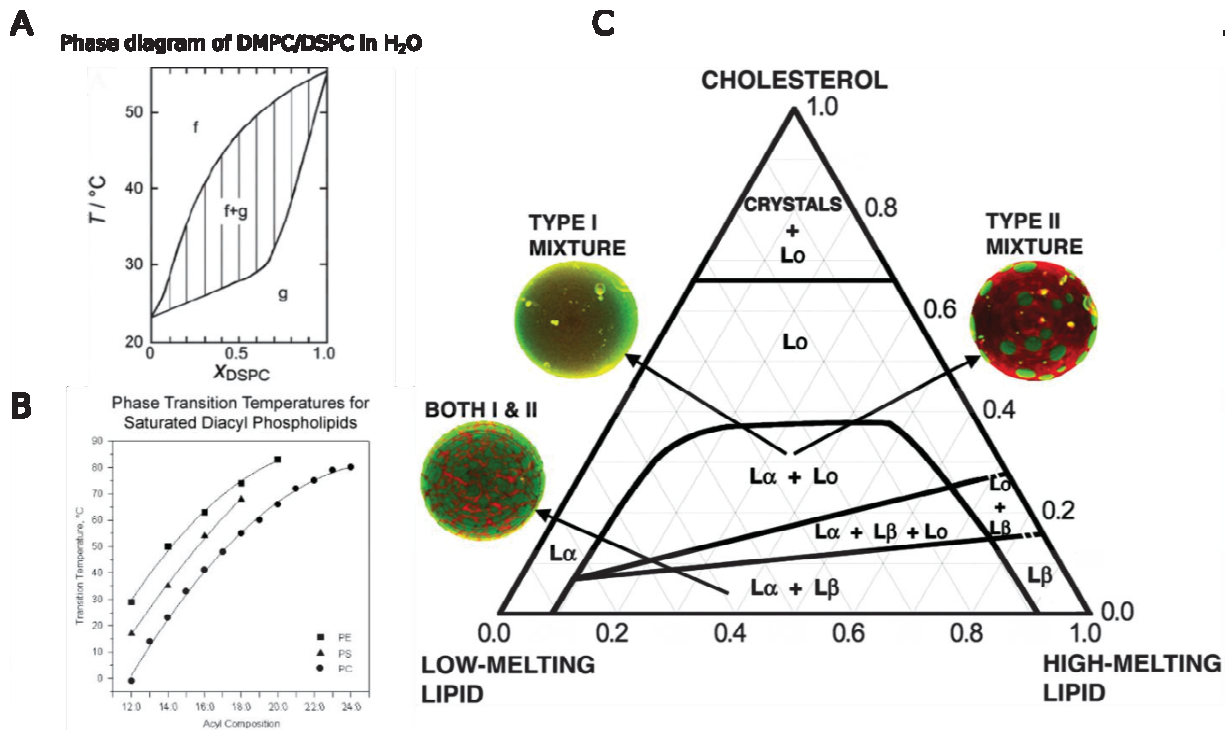 A
Phase diagram of DMPC/DSPC in H₂O
50
40
30
20
T / °C
f
f+g
g
0
0.5
1.0
XDSPC
B
Phase Transition Temperatures for
Saturated Diacyl Phospholipids
90
80
70
60
50
40
30
20
10
0
Transition Temperature, °C
PE
PS
PC
12.0 14.0 16.0 18.0 20.0 22.0 24.0
Acyl Composition
C
CHOLESTEROL
1.0
CRYSTALS
+
Lo
0.8
TYPE I
MIXTURE
TYPE II
MIXTURE
0.6
Lo
BOTH I & II
0.4
Lα + Lo
Lo
+
Lβ
0.2
Lα + Lβ + Lo
Lα
Lα + Lβ
Lβ
0.0
0.0 0.2 0.4 0.6 0.8 1.0
LOW-MELTING
LIPID
HIGH-MELTING
LIPID